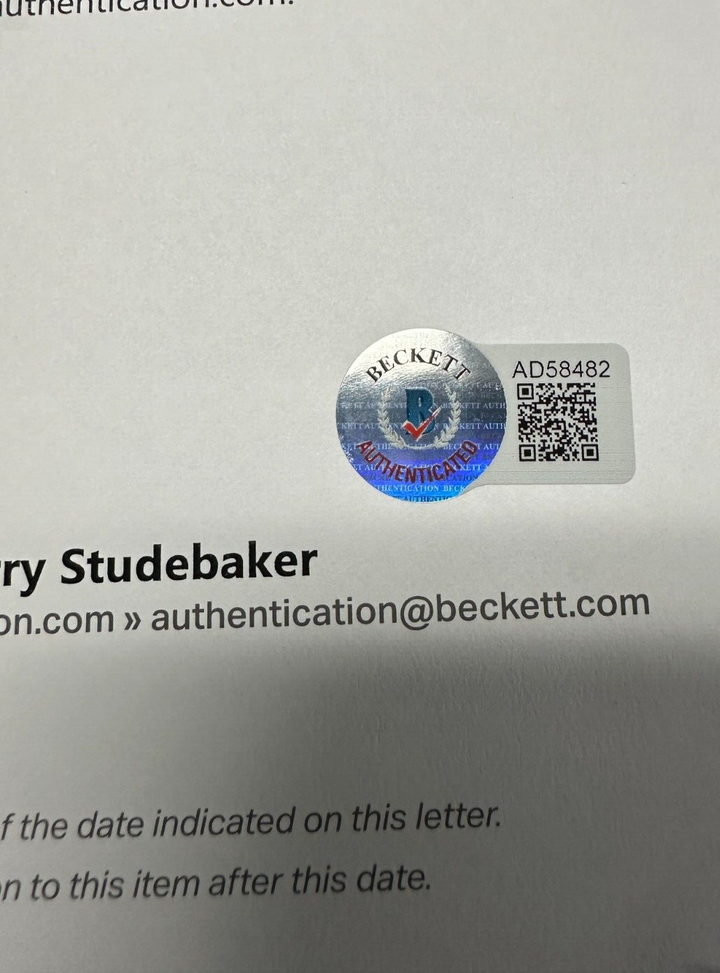 authentication.com.
BECKETT
AUTHENTICATED
AD58482
ry Studebaker
on.com » authentication@beckett.com
f the date indicated on this letter.
n to this item after this date.